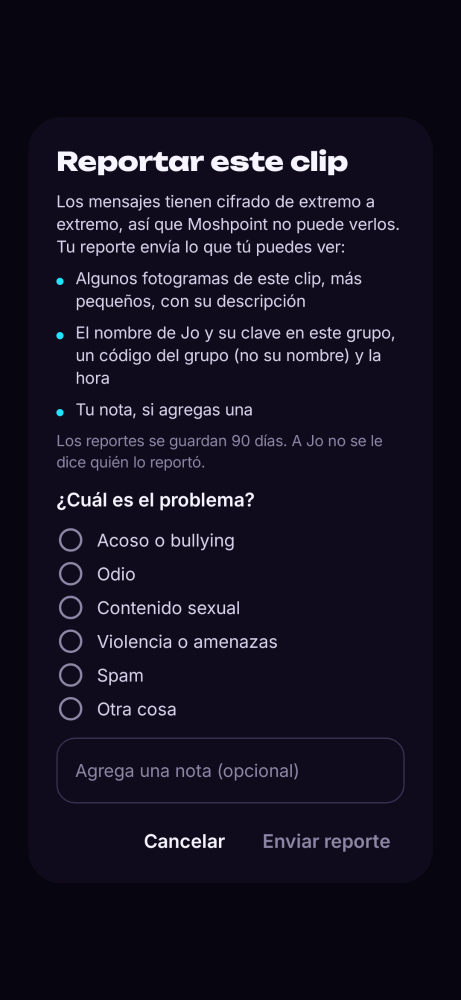 Reportar este clip
Los mensajes tienen cifrado de extremo a
extremo, así que Moshpoint no puede verlos.
Tu reporte envía lo que tú puedes ver:
Algunos fotogramas de este clip, más
pequeños, con su descripción
El nombre de Jo y su clave en este grupo,
un código del grupo (no su nombre) y la
hora
Tu nota, si agregas una
Los reportes se guardan 90 días. A Jo no se le
dice quién lo reportó.
¿Cuál es el problema?
Acoso o bullying
Odio
Contenido sexual
Violencia o amenazas
Spam
Otra cosa
Agrega una nota (opcional)
Cancelar
Enviar reporte